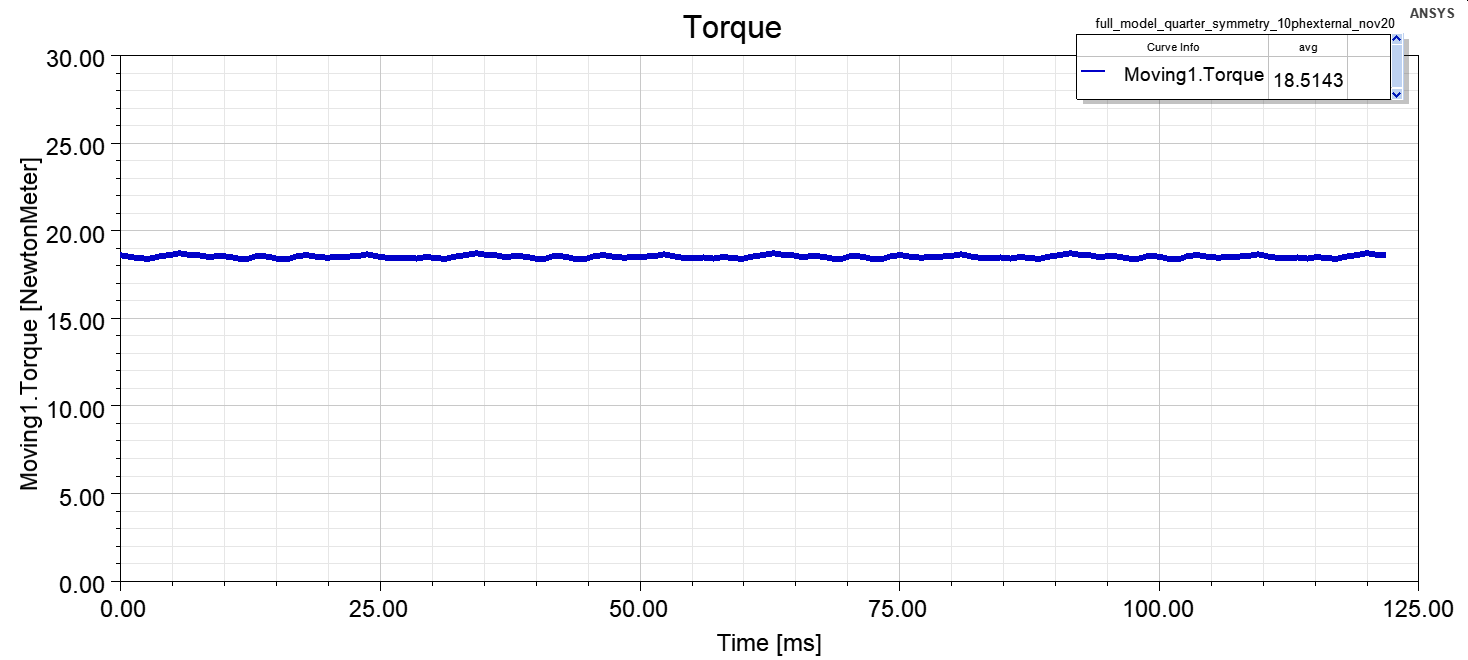 ANSYS
Torque
full_model_quarter_symmetry_10phexternal_nov20
Curve Info avg
Moving1.Torque 18.5143
30.00
25.00
20.00
15.00
10.00
5.00
0.00
Moving1.Torque [NewtonMeter]
0.00 25.00 50.00 75.00 100.00 125.00
Time [ms]